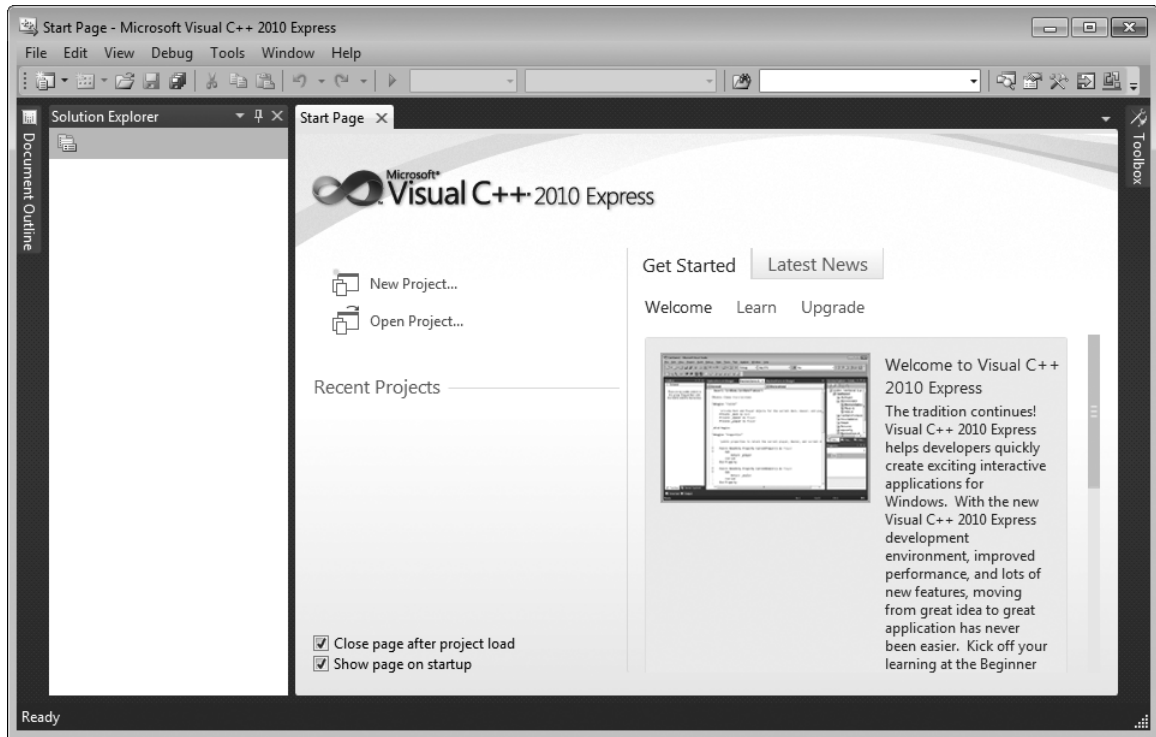 Start Page - Microsoft Visual C++ 2010 Express
File Edit View Debug Tools Window Help
Document Outline
Solution Explorer
Start Page
Toolbox
Microsoft
Visual C++ 2010 Express
New Project...
Open Project...
Recent Projects
Close page after project load
Show page on startup
Get Started Latest News
Welcome Learn Upgrade
Welcome to Visual C++
2010 Express
The tradition continues!
Visual C++ 2010 Express
helps developers quickly
create exciting interactive
applications for
Windows. With the new
Visual C++ 2010 Express
development
environment, improved
performance, and lots of
new features, moving
from great idea to great
application has never
been easier. Kick off your
learning at the Beginner
Ready